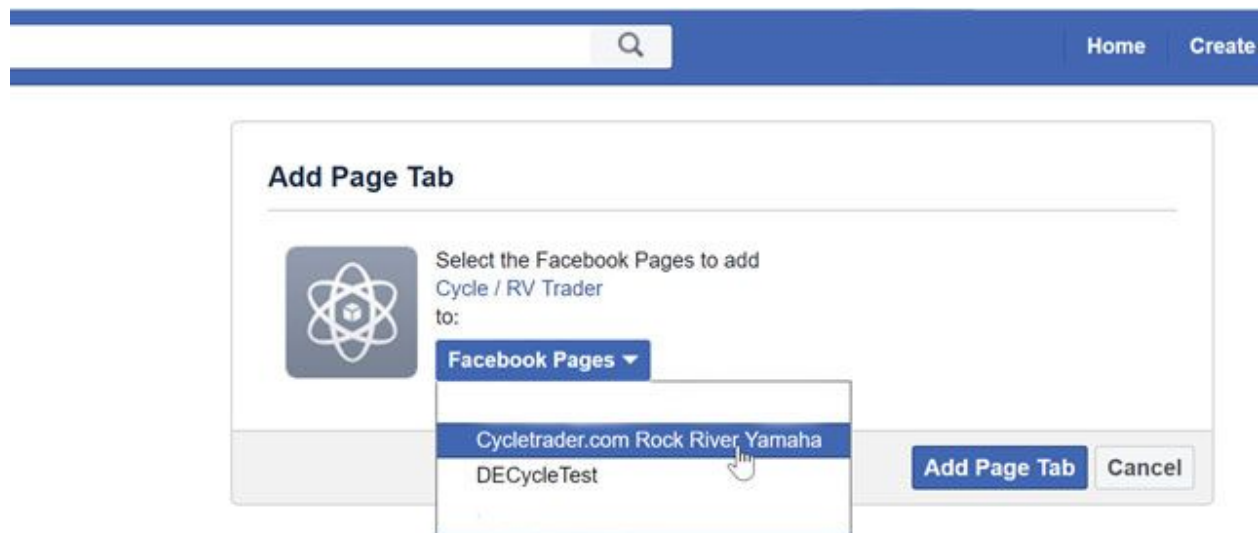 Home Create
Add Page Tab
Select the Facebook Pages to add
Cycle / RV Trader
to:
Facebook Pages
Cycletrader.com Rock River Yamaha
DECycleTest
Add Page Tab Cancel